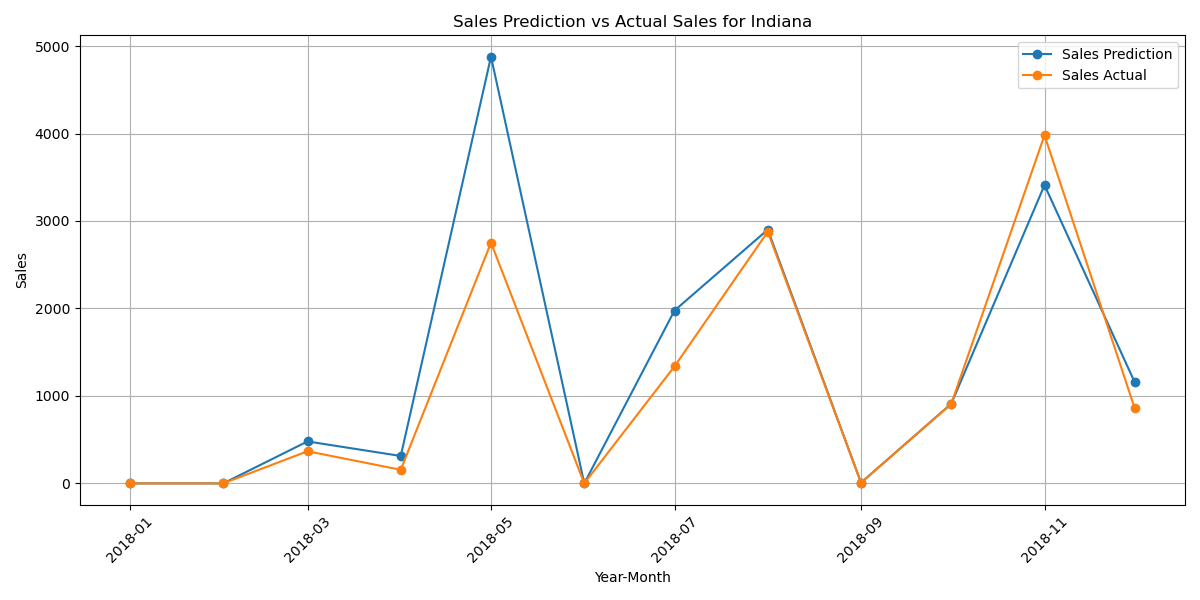 Sales Prediction vs Actual Sales for Indiana
Sales Prediction
Sales Actual
Sales
5000
4000
3000
2000
1000
0
2018-01
2018-03
2018-05
2018-07
2018-09
2018-11
Year-Month